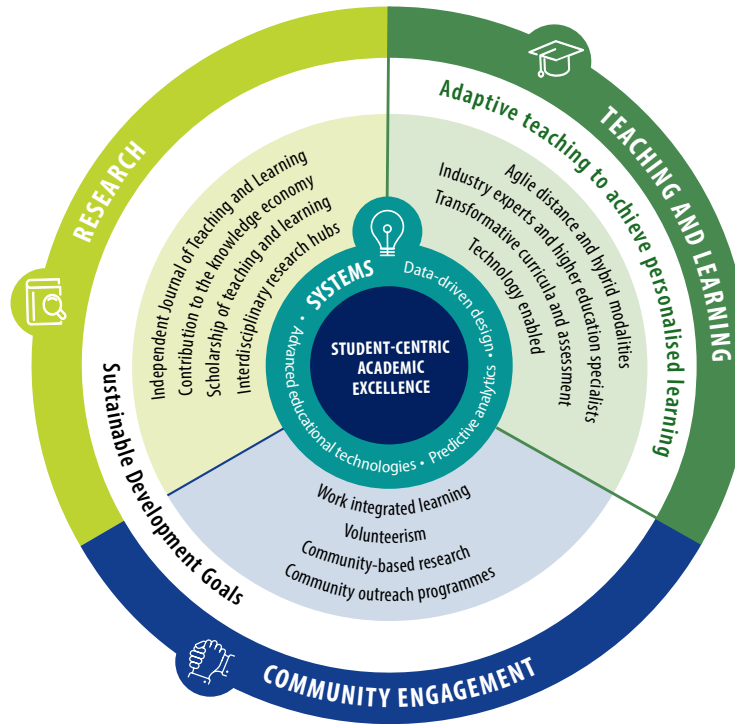 RESEARCH
TEACHING AND LEARNING
COMMUNITY ENGAGEMENT
Adaptive teaching to achieve personalised learning
Sustainable Development Goals
Independent Journal of Teaching and Learning
Contribution to the knowledge economy
Scholarship of teaching and learning
Interdisciplinary research hubs
Aglie distance and hybrid modalities
Industry experts and higher education specialists
Transformative curricula and assessment
Technology enabled
SYSTEMS
Data-driven design •
Predictive analytics
• Advanced educational technologies •
STUDENT-CENTRIC
ACADEMIC
EXCELLENCE
Work integrated learning
Volunteerism
Community-based research
Community outreach programmes